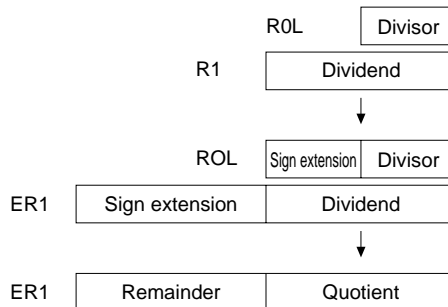 R0L Divisor
R1 Dividend
ROL Sign extension Divisor
ER1 Sign extension Dividend
ER1 Remainder Quotient